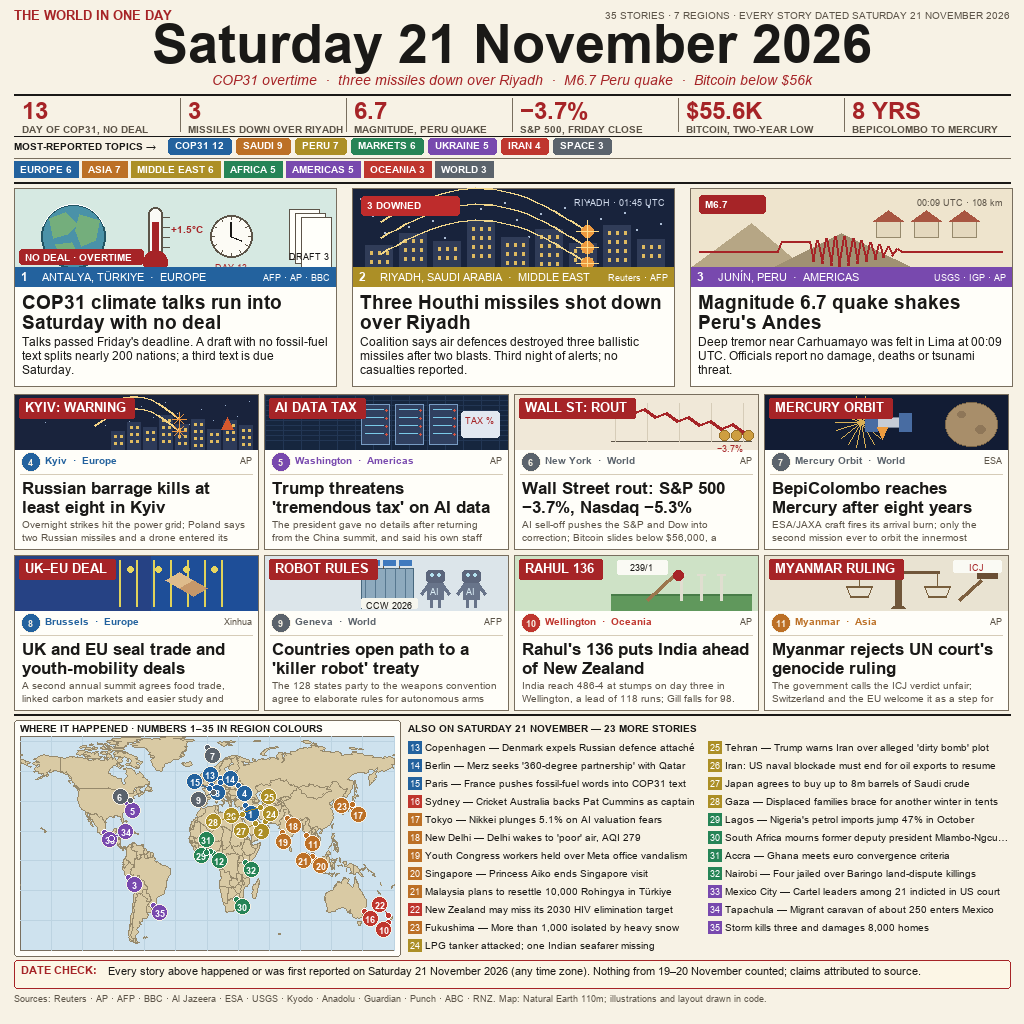 THE WORLD IN ONE DAY
35 STORIES · 7 REGIONS · EVERY STORY DATED SATURDAY 21 NOVEMBER 2026
Saturday 21 November 2026
COP31 overtime · three missiles down over Riyadh · M6.7 Peru quake · Bitcoin below $56k
13
DAY OF COP31, NO DEAL
3
MISSILES DOWN OVER RIYADH
6.7
MAGNITUDE, PERU QUAKE
−3.7%
S&P 500, FRIDAY CLOSE
$55.6K
BITCOIN, TWO-YEAR LOW
8 YRS
BEPICOLOMBO TO MERCURY
MOST-REPORTED TOPICS →
COP31 12
SAUDI 9
PERU 7
MARKETS 6
UKRAINE 5
IRAN 4
SPACE 3
EUROPE 6
ASIA 7
MIDDLE EAST 6
AFRICA 5
AMERICAS 5
OCEANIA 3
WORLD 3
+1.5°C
NO DEAL · OVERTIME
DRAFT 3
1 ANTALYA, TÜRKIYE · EUROPE
AFP · AP · BBC
COP31 climate talks run into
Saturday with no deal
Talks passed Friday's deadline. A draft with no fossil-fuel
text splits nearly 200 nations; a third text is due
Saturday.
3 DOWNED
RIYADH · 01:45 UTC
2 RIYADH, SAUDI ARABIA · MIDDLE EAST
Reuters · AFP
Three Houthi missiles shot down
over Riyadh
Coalition says air defences destroyed three ballistic
missiles after two blasts. Third night of alerts; no
casualties reported.
M6.7
00:09 UTC · 108 km
3 JUNÍN, PERU · AMERICAS
USGS · IGP · AP
Magnitude 6.7 quake shakes
Peru's Andes
Deep tremor near Carhuamayo was felt in Lima at 00:09
UTC. Officials report no damage, deaths or tsunami
threat.
KYIV: WARNING
4 Kyiv · Europe
AP
Russian barrage kills at
least eight in Kyiv
Overnight strikes hit the power grid; Poland says
two Russian missiles and a drone entered its
AI DATA TAX
TAX %
5 Washington · Americas
AP
Trump threatens
'tremendous tax' on AI data
The president gave no details after returning
from the China summit, and said his own staff
WALL ST: ROUT
−3.7%
6 New York · World
AP
Wall Street rout: S&P 500
−3.7%, Nasdaq −5.3%
AI sell-off pushes the S&P and Dow into
correction; Bitcoin slides below $56,000, a
MERCURY ORBIT
7 Mercury Orbit · World
ESA
BepiColombo reaches
Mercury after eight years
ESA/JAXA craft fires its arrival burn; only the
second mission ever to orbit the innermost
UK–EU DEAL
8 Brussels · Europe
Xinhua
UK and EU seal trade and
youth-mobility deals
A second annual summit agrees food trade,
linked carbon markets and easier study and
ROBOT RULES
CCW 2026
AI
AI
9 Geneva · World
AFP
Countries open path to a
'killer robot' treaty
The 128 states party to the weapons convention
agree to elaborate rules for autonomous arms
RAHUL 136
239/1
10 Wellington · Oceania
AP
Rahul's 136 puts India ahead
of New Zealand
India reach 486-4 at stumps on day three in
Wellington, a lead of 118 runs; Gill falls for 98.
MYANMAR RULING
ICJ
11 Myanmar · Asia
AP
Myanmar rejects UN court's
genocide ruling
The government calls the ICJ verdict unfair;
Switzerland and the EU welcome it as a step for
WHERE IT HAPPENED · NUMBERS 1–35 IN REGION COLOURS
ALSO ON SATURDAY 21 NOVEMBER — 23 MORE STORIES
13 Copenhagen — Denmark expels Russian defence attaché
14 Berlin — Merz seeks '360-degree partnership' with Qatar
15 Paris — France pushes fossil-fuel words into COP31 text
16 Sydney — Cricket Australia backs Pat Cummins as captain
17 Tokyo — Nikkei plunges 5.1% on AI valuation fears
18 New Delhi — Delhi wakes to 'poor' air, AQI 279
19 Youth Congress workers held over Meta office vandalism
20 Singapore — Princess Aiko ends Singapore visit
21 Malaysia plans to resettle 10,000 Rohingya in Türkiye
22 New Zealand may miss its 2030 HIV elimination target
23 Fukushima — More than 1,000 isolated by heavy snow
24 LPG tanker attacked; one Indian seafarer missing
25 Tehran — Trump warns Iran over alleged 'dirty bomb' plot
26 Iran: US naval blockade must end for oil exports to resume
27 Japan agrees to buy up to 8m barrels of Saudi crude
28 Gaza — Displaced families brace for another winter in tents
29 Lagos — Nigeria's petrol imports jump 47% in October
30 South Africa mourns former deputy president Mlambo-Ngcu...
31 Accra — Ghana meets euro convergence criteria
32 Nairobi — Four jailed over Baringo land-dispute killings
33 Mexico City — Cartel leaders among 21 indicted in US court
34 Tapachula — Migrant caravan of about 250 enters Mexico
35 Storm kills three and damages 8,000 homes
DATE CHECK: Every story above happened or was first reported on Saturday 21 November 2026 (any time zone). Nothing from 19–20 November counted; claims attributed to source.
Sources: Reuters · AP · AFP · BBC · Al Jazeera · ESA · USGS · Kyodo · Anadolu · Guardian · Punch · ABC · RNZ. Map: Natural Earth 110m; illustrations and layout drawn in code.